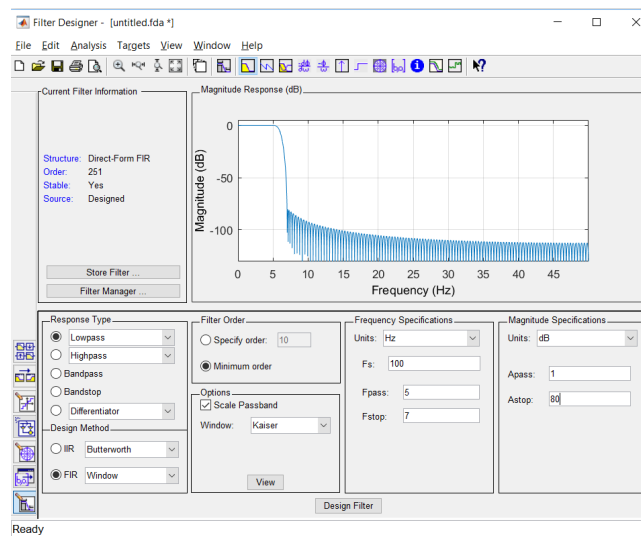 Filter Designer - [untitled.fda *]
File Edit Analysis Targets View Window Help
Current Filter Information
Structure: Direct-Form FIR
Order: 251
Stable: Yes
Source: Designed
Store Filter ...
Filter Manager ...
Magnitude Response (dB)
Magnitude (dB)
0
-50
-100
0 5 10 15 20 25 30 35 40 45
Frequency (Hz)
Response Type
Lowpass
Highpass
Bandpass
Bandstop
Differentiator
Design Method
IIR Butterworth
FIR Window
Filter Order
Specify order: 10
Minimum order
Options
Scale Passband
Window: Kaiser
View
Frequency Specifications
Units: Hz
Fs: 100
Fpass: 5
Fstop: 7
Magnitude Specifications
Units: dB
Apass: 1
Astop: 80
Design Filter
Ready